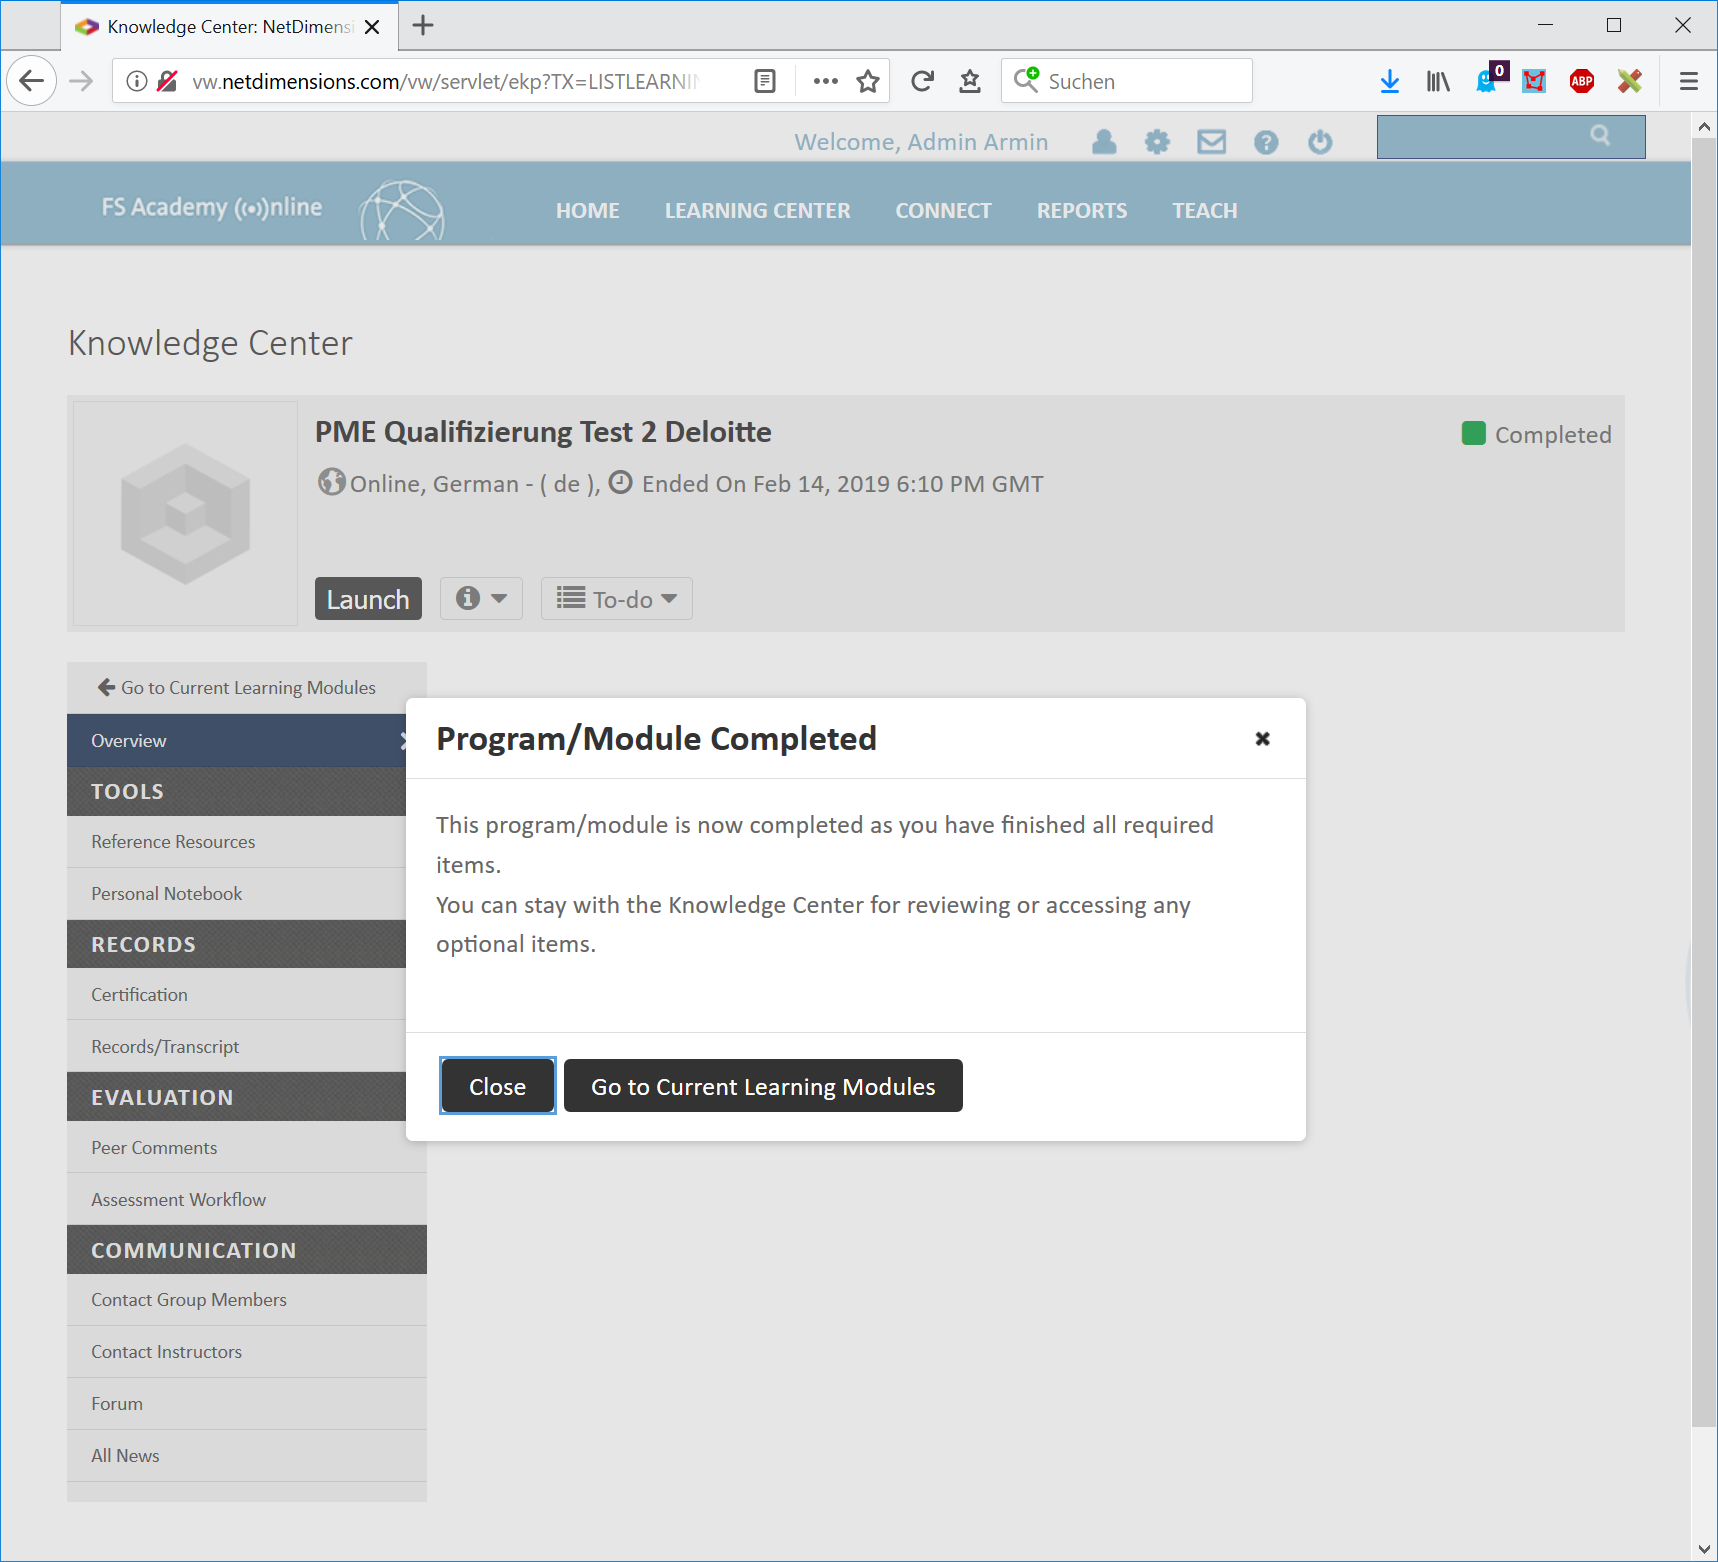 Knowledge Center: NetDimensi
vw.netdimensions.com/vw/servlet/ekp?TX=LISTLEARNIN
Suchen
0
ABP
Welcome, Admin Armin
FS Academy ((•))nline
HOME
LEARNING CENTER
CONNECT
REPORTS
TEACH
Knowledge Center
PME Qualifizierung Test 2 Deloitte
Completed
Online, German - ( de ), Ended On Feb 14, 2019 6:10 PM GMT
Launch
To-do
Go to Current Learning Modules
Overview
TOOLS
Reference Resources
Personal Notebook
RECORDS
Certification
Records/Transcript
EVALUATION
Peer Comments
Assessment Workflow
COMMUNICATION
Contact Group Members
Contact Instructors
Forum
All News
Program/Module Completed
This program/module is now completed as you have finished all required
items.
You can stay with the Knowledge Center for reviewing or accessing any
optional items.
Close
Go to Current Learning Modules